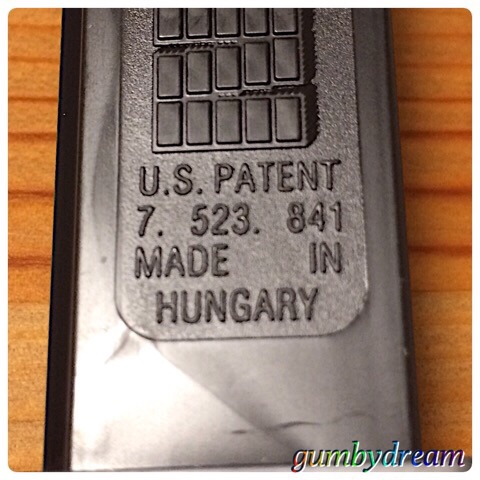 U.S. PATENT
7. 523. 841
MADE IN
HUNGARY
gumbydream